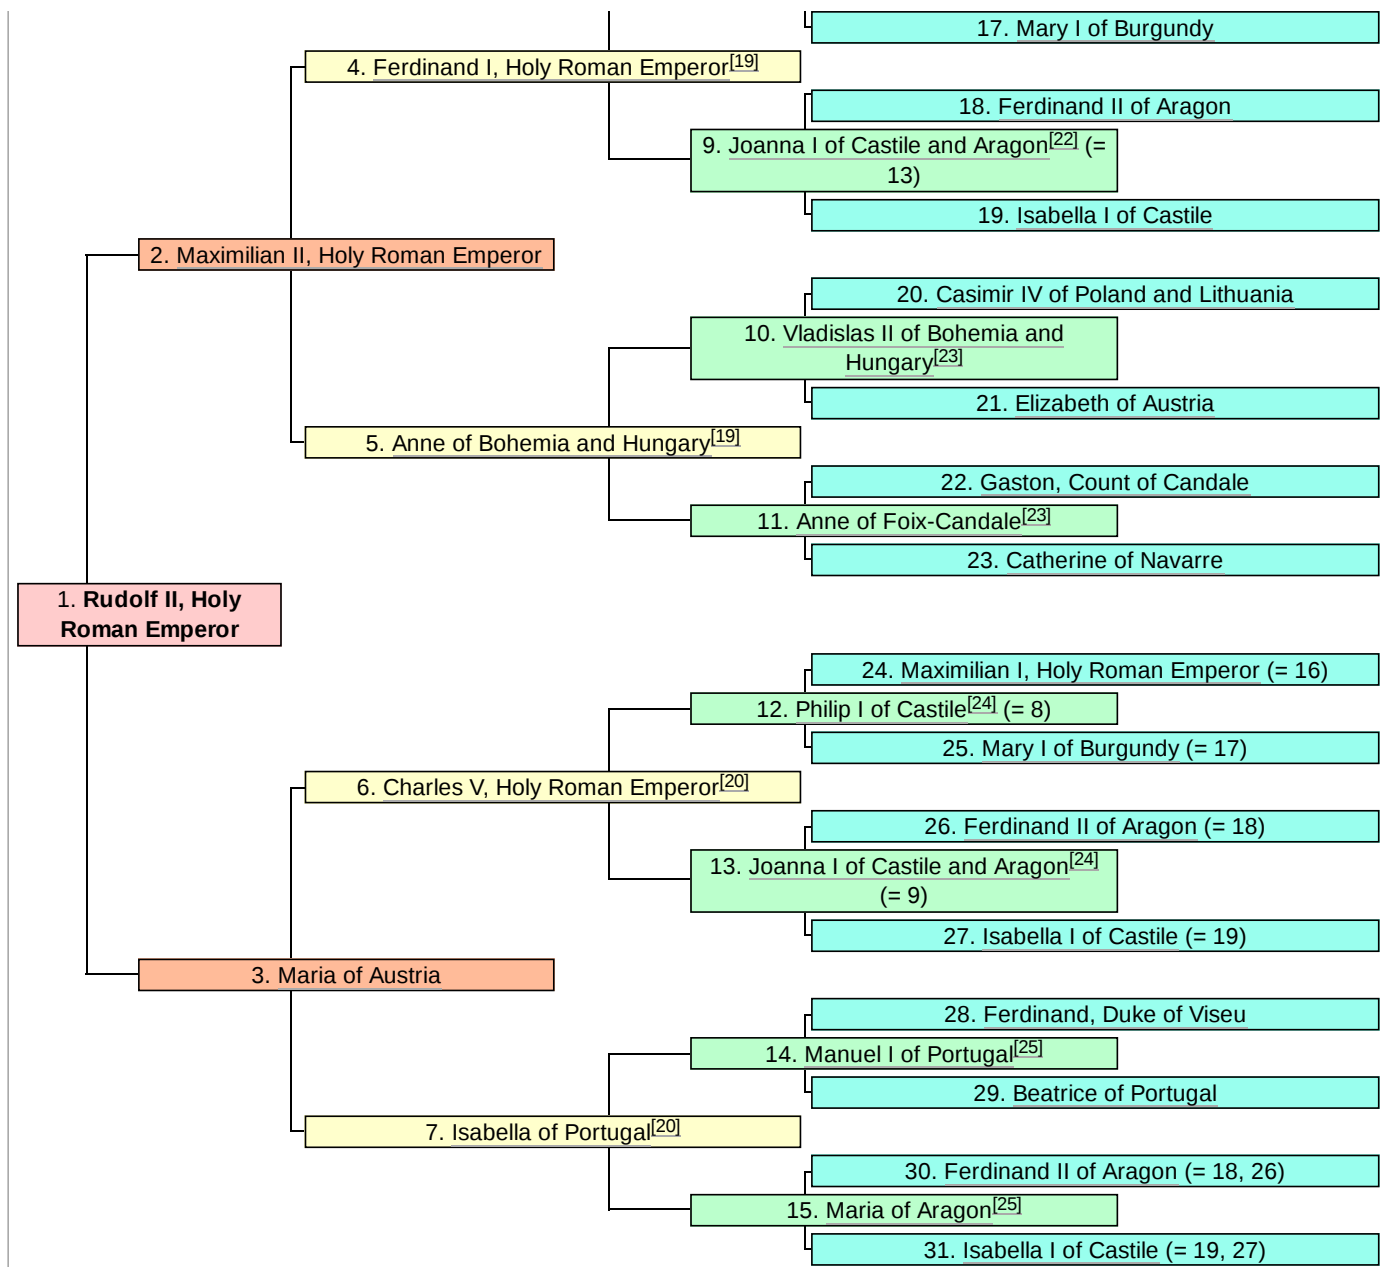 17. Mary I of Burgundy
4. Ferdinand I, Holy Roman Emperor[19]
18. Ferdinand II of Aragon
9. Joanna I of Castile and Aragon[22] (=
13)
19. Isabella I of Castile
2. Maximilian II, Holy Roman Emperor
20. Casimir IV of Poland and Lithuania
10. Vladislas II of Bohemia and
Hungary[23]
21. Elizabeth of Austria
5. Anne of Bohemia and Hungary[19]
22. Gaston, Count of Candale
11. Anne of Foix-Candale[23]
23. Catherine of Navarre
1. Rudolf II, Holy
Roman Emperor
24. Maximilian I, Holy Roman Emperor (= 16)
12. Philip I of Castile[24] (= 8)
25. Mary I of Burgundy (= 17)
6. Charles V, Holy Roman Emperor[20]
26. Ferdinand II of Aragon (= 18)
13. Joanna I of Castile and Aragon[24]
(= 9)
27. Isabella I of Castile (= 19)
3. Maria of Austria
28. Ferdinand, Duke of Viseu
14. Manuel I of Portugal[25]
29. Beatrice of Portugal
7. Isabella of Portugal[20]
30. Ferdinand II of Aragon (= 18, 26)
15. Maria of Aragon[25]
31. Isabella I of Castile (= 19, 27)